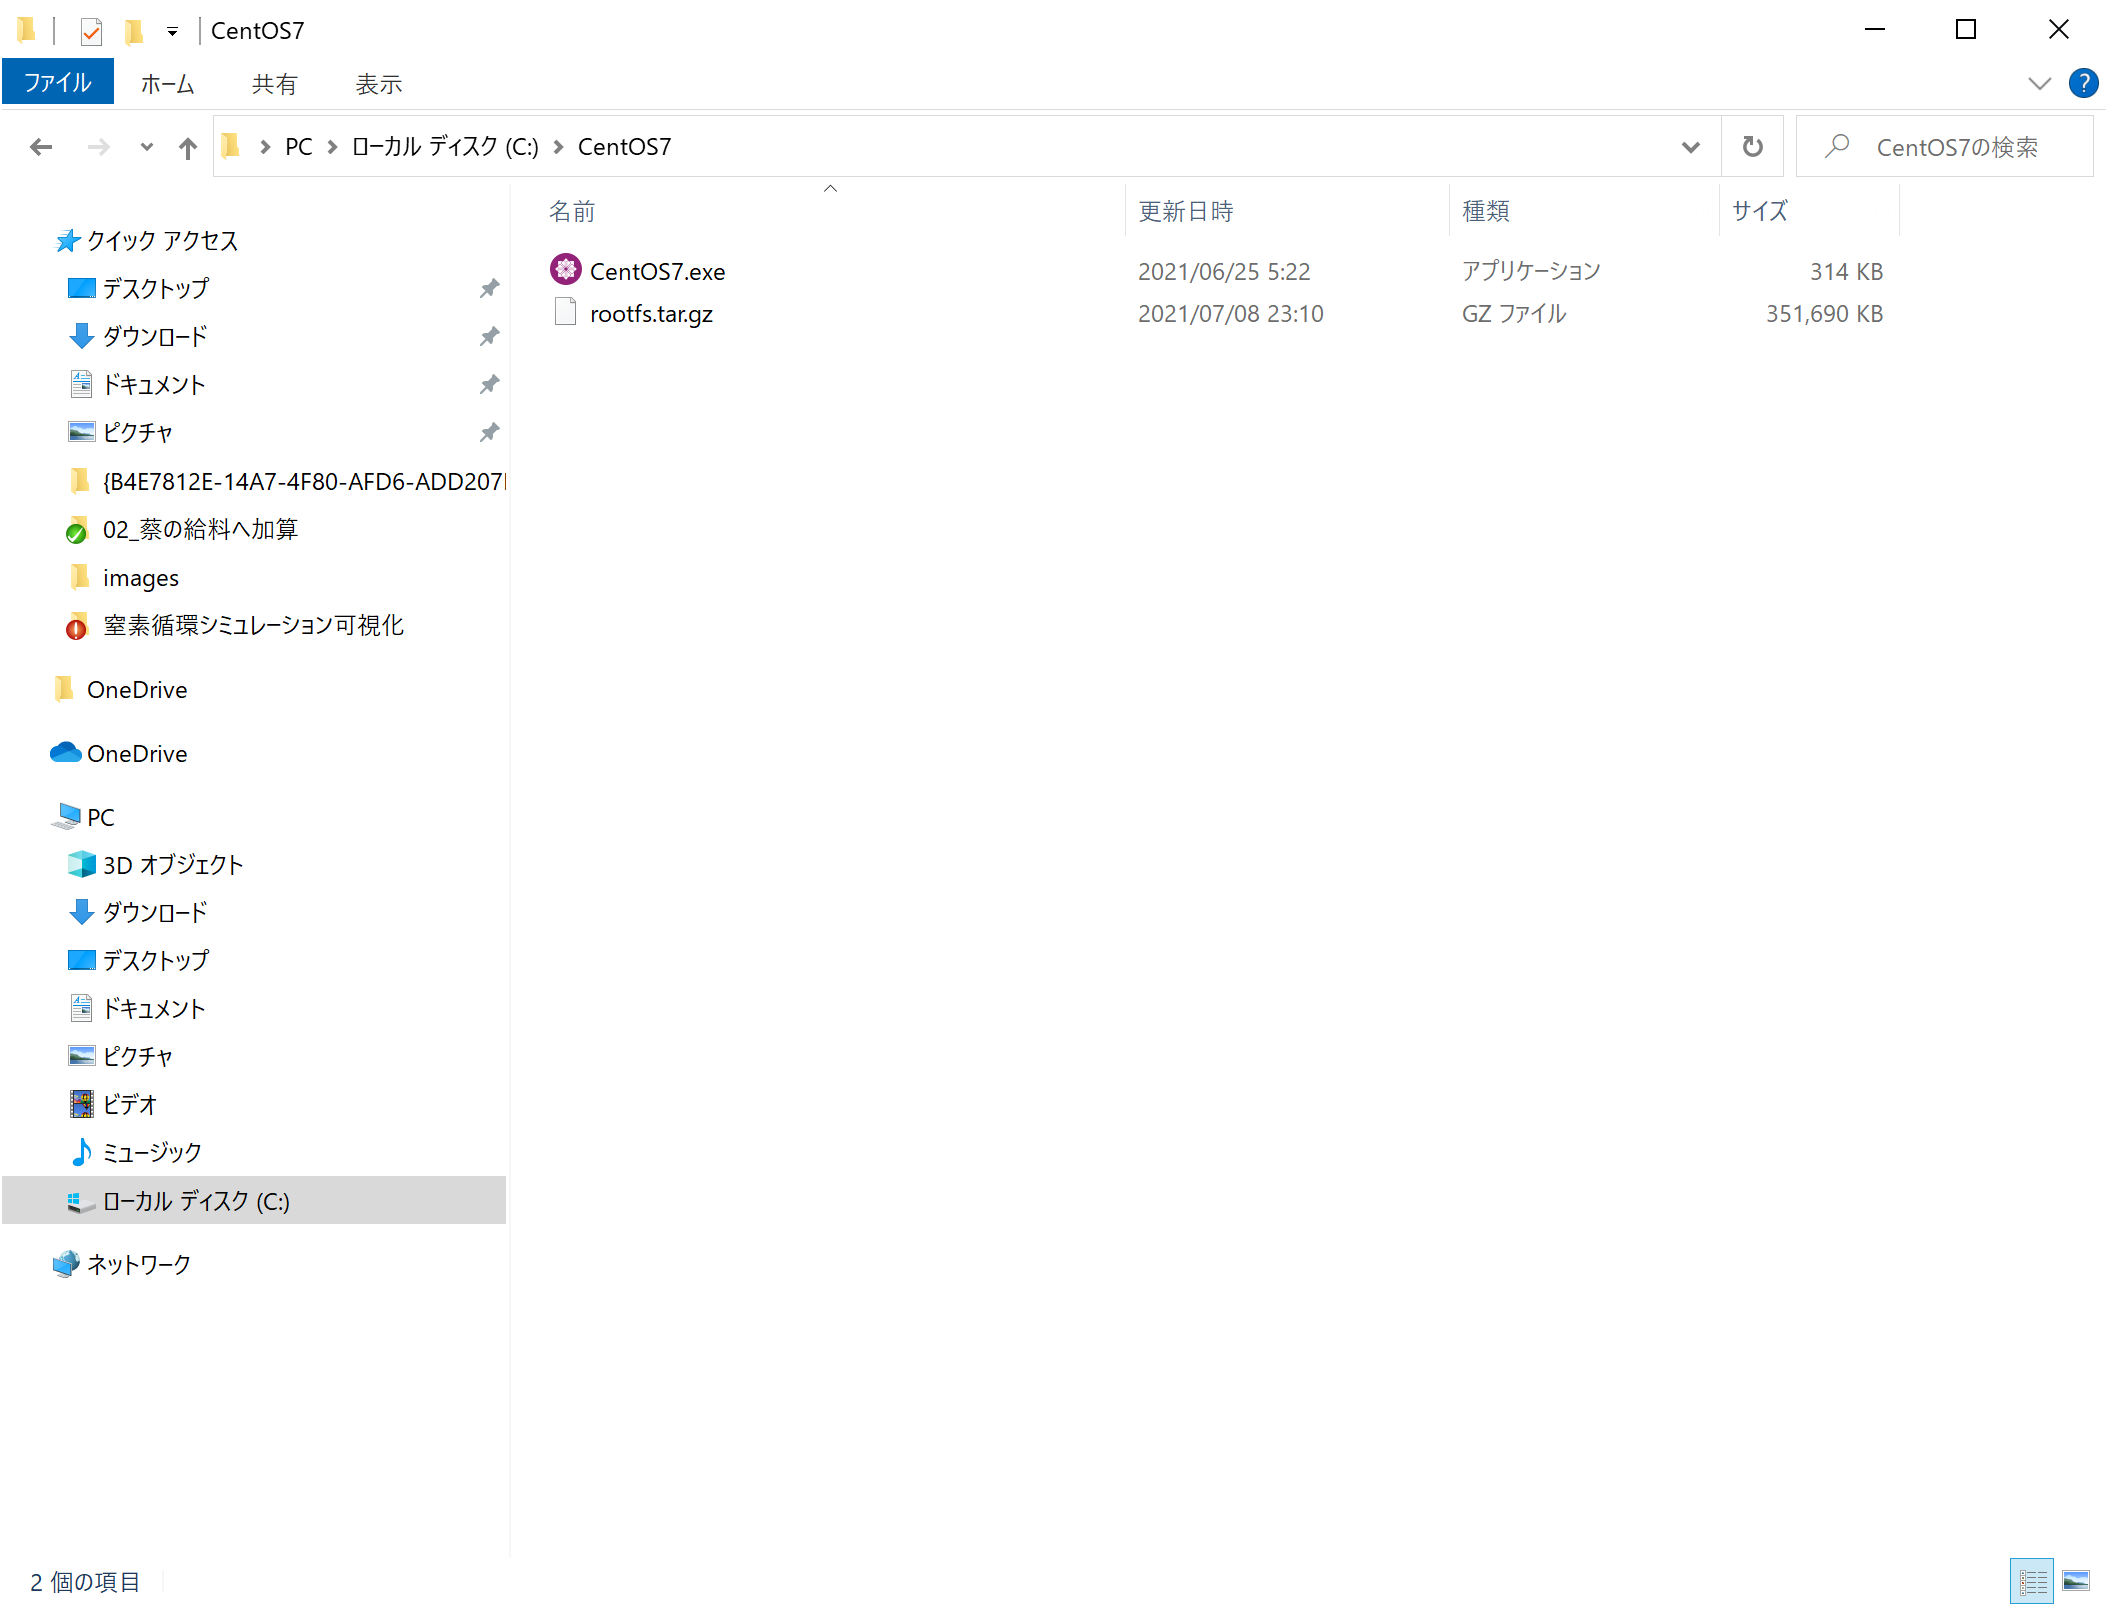 CentOS7
ファイル ホーム 共有 表示
PC ローカル ディスク (C:) CentOS7
CentOS7の検索
名前 更新日時 種類 サイズ
CentOS7.exe 2021/06/25 5:22 アプリケーション 314 KB
rootfs.tar.gz 2021/07/08 23:10 GZ ファイル 351,690 KB
クイック アクセス
デスクトップ
ダウンロード
ドキュメント
ピクチャ
{B4E7812E-14A7-4F80-AFD6-ADD207
02_蔡の給料へ加算
images
窒素循環シミュレーション可視化
OneDrive
OneDrive
PC
3D オブジェクト
ダウンロード
デスクトップ
ドキュメント
ピクチャ
ビデオ
ミュージック
ローカル ディスク (C:)
ネットワーク
2 個の項目